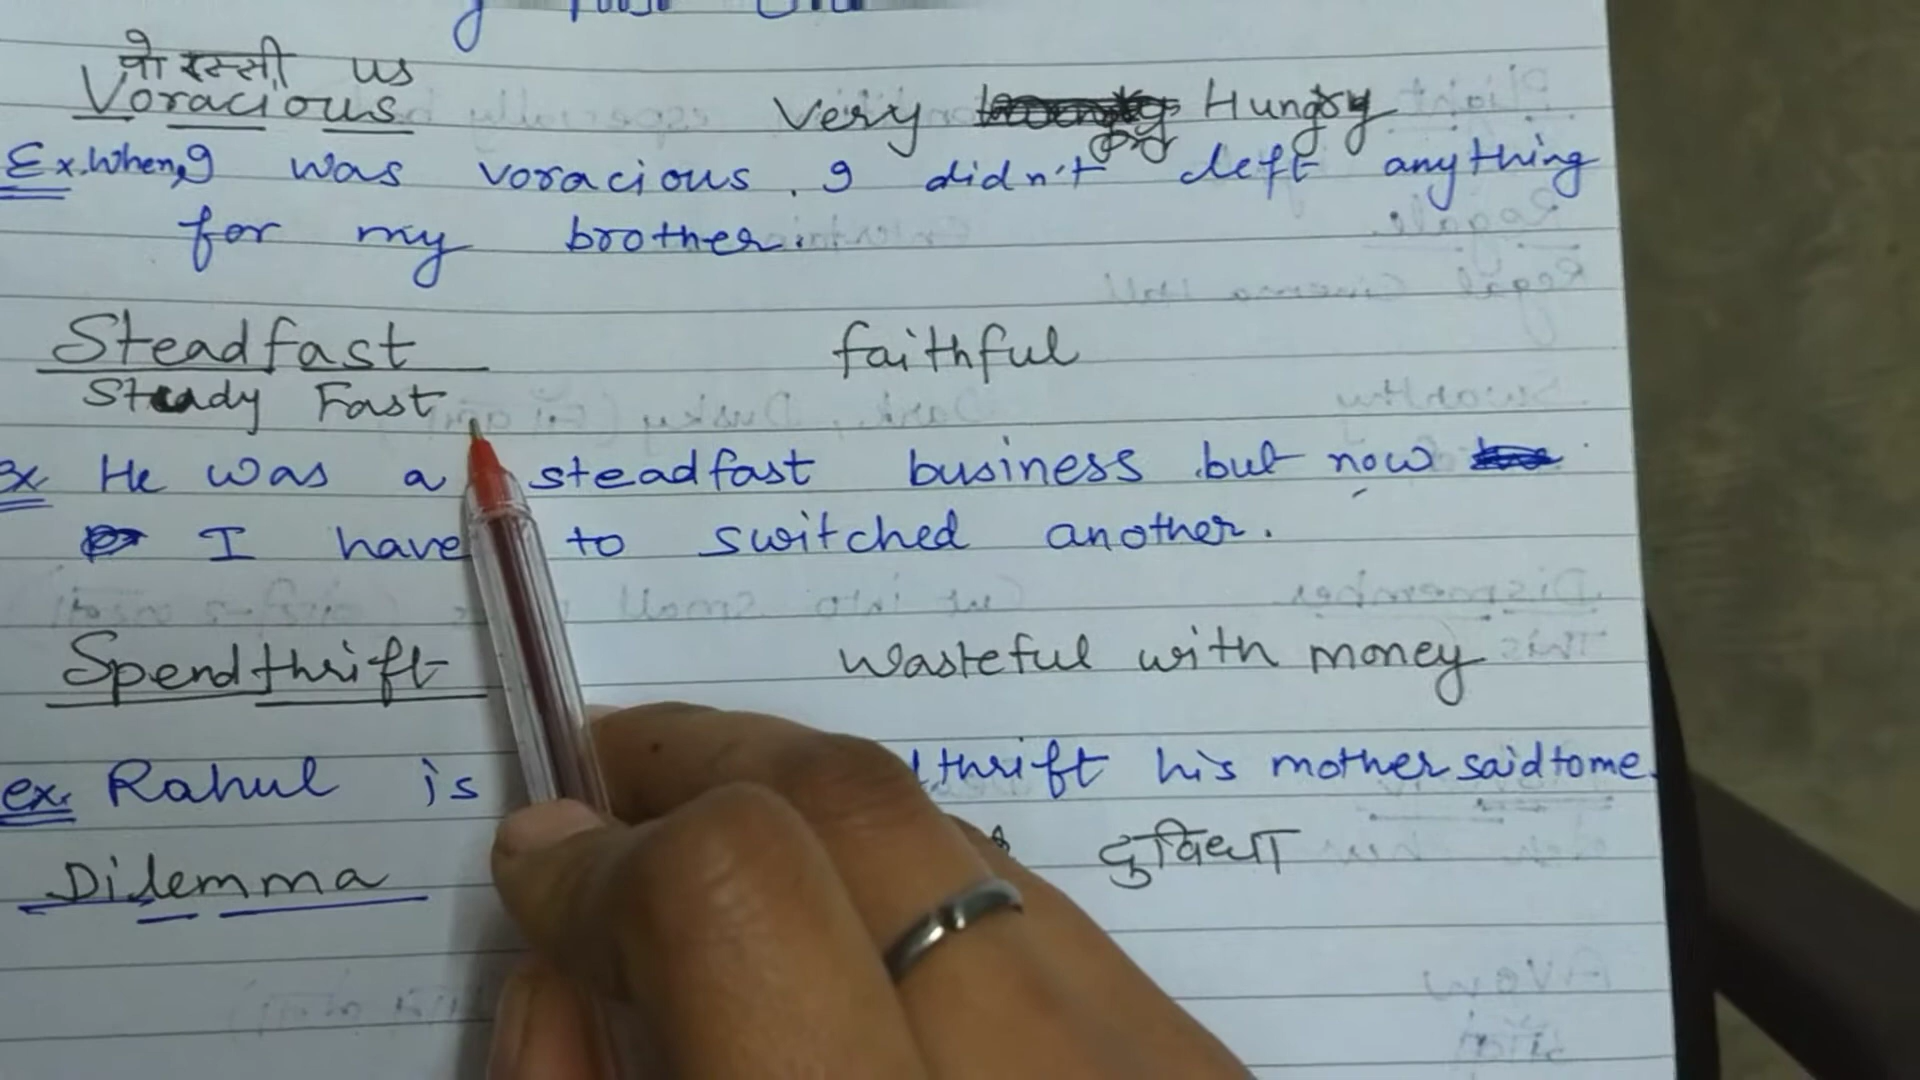 वो रस्सी us
Voracious Very Hungry
Ex. When, I was voracious. I didn't left anything
for my brother.
Steadfast faithful
Steady Fast
Ex He was a steadfast business but now
I have to switched another.
Spendthrift Wasteful with money
ex. Rahul is thrift his mother said to me.
Dilemma दुविधा